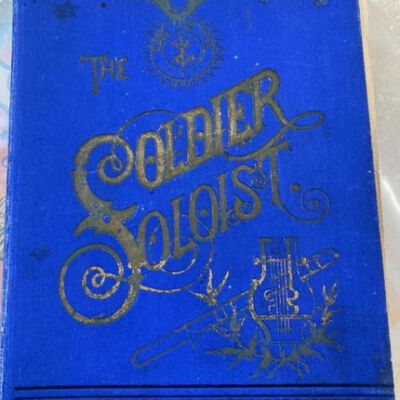 THE
SOLDIER
SOLOIST.